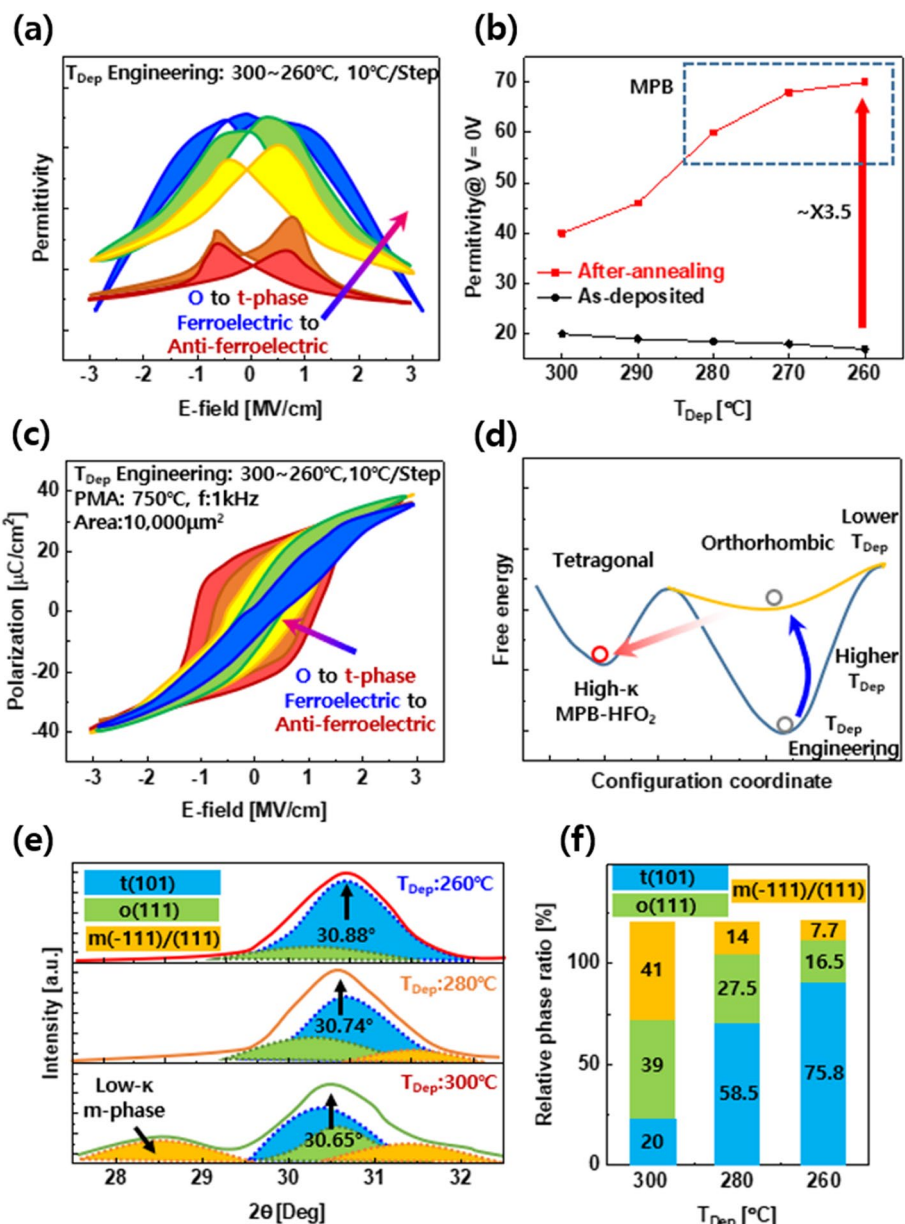 (a)
T_Dep Engineering: 300~260℃, 10℃/Step
Permittivity
O to t-phase
Ferroelectric to
Anti-ferroelectric
-3 -2 -1 0 1 2 3
E-field [MV/cm]
(b)
MPB
70
60
50
40
30
20
~X3.5
After-annealing
As-deposited
Permitivity@ V = 0V
300 290 280 270 260
T_Dep [℃]
(c)
T_Dep Engineering: 300~260℃,10℃/Step
PMA: 750℃, f:1kHz
Area:10,000μm²
40
20
0
-20
-40
Polarization [μC/cm²]
O to t-phase
Ferroelectric to
Anti-ferroelectric
-3 -2 -1 0 1 2 3
E-field [MV/cm]
(d)
Free energy
Tetragonal
Orthorhombic
Lower
T_Dep
Higher
T_Dep
High-κ
MPB-HFO₂
T_Dep
Engineering
Configuration coordinate
(e)
t(101)
o(111)
m(-111)/(111)
T_Dep:260℃
30.88°
T_Dep:280℃
30.74°
T_Dep:300℃
30.65°
Low-κ
m-phase
Intensity [a.u.]
28 29 30 31 32
2θ [Deg]
(f)
t(101)
o(111)
m(-111)/(111)
Relative phase ratio [%]
100
50
0
41
39
20
14
27.5
58.5
7.7
16.5
75.8
300 280 260
T_Dep [℃]